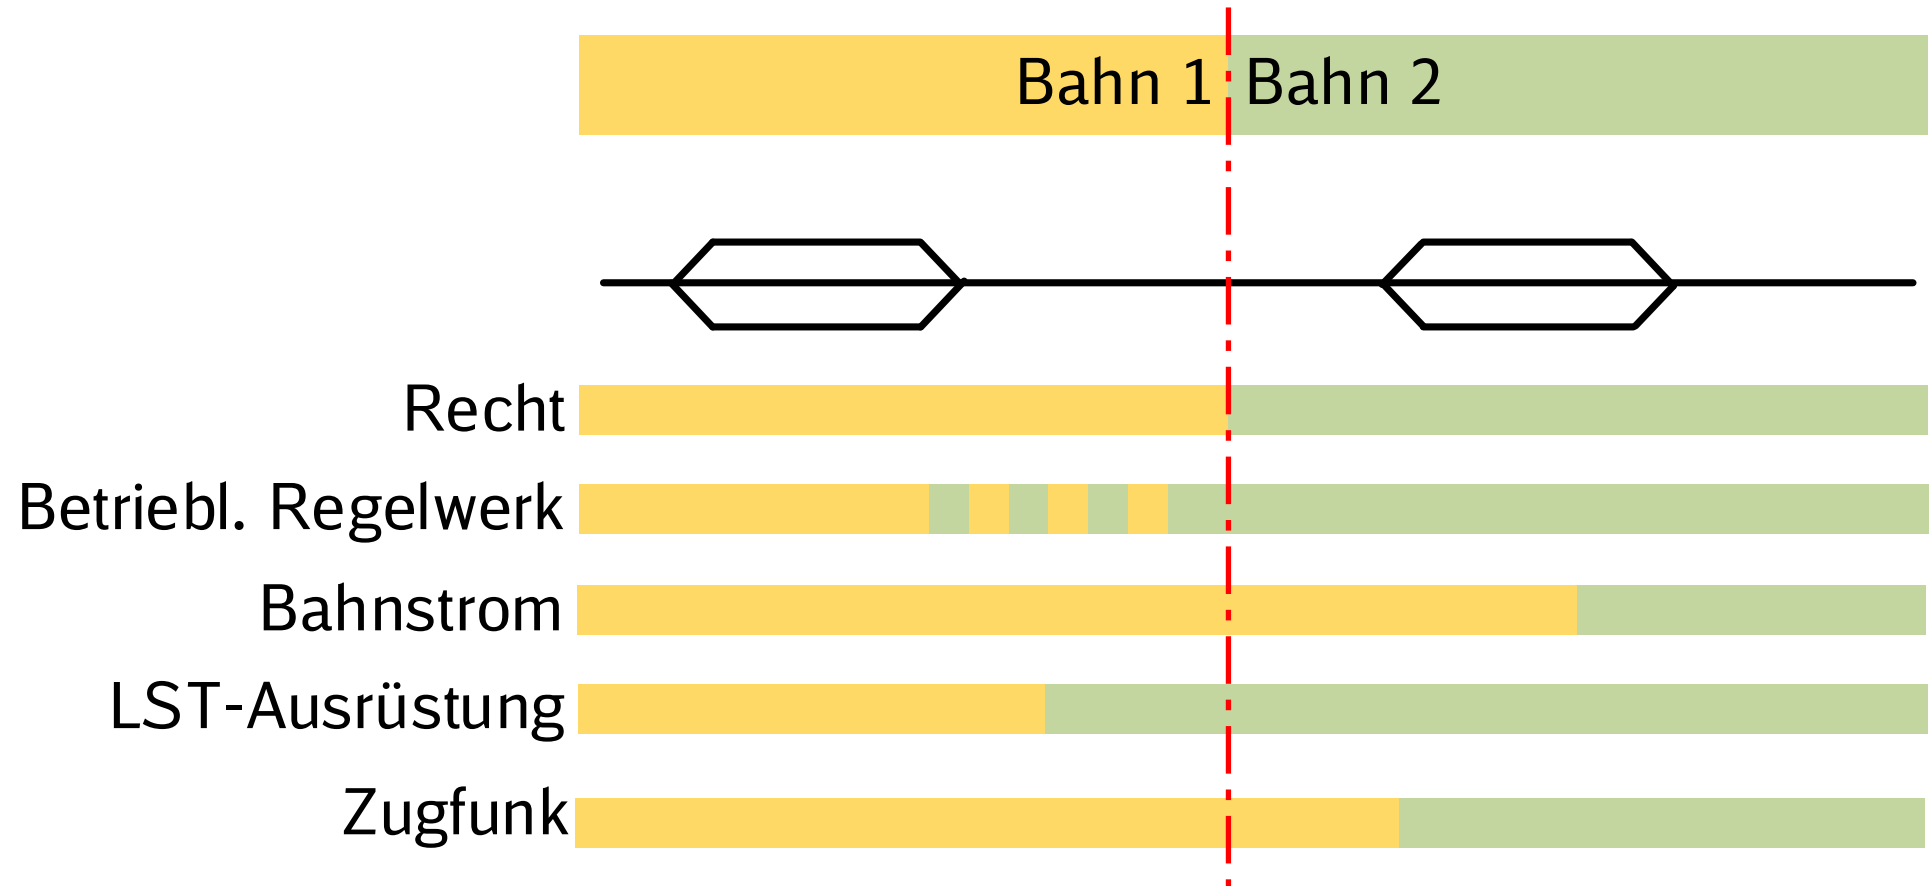 Bahn 1 Bahn 2
Recht
Betriebl. Regelwerk
Bahnstrom
LST-Ausrüstung
Zugfunk